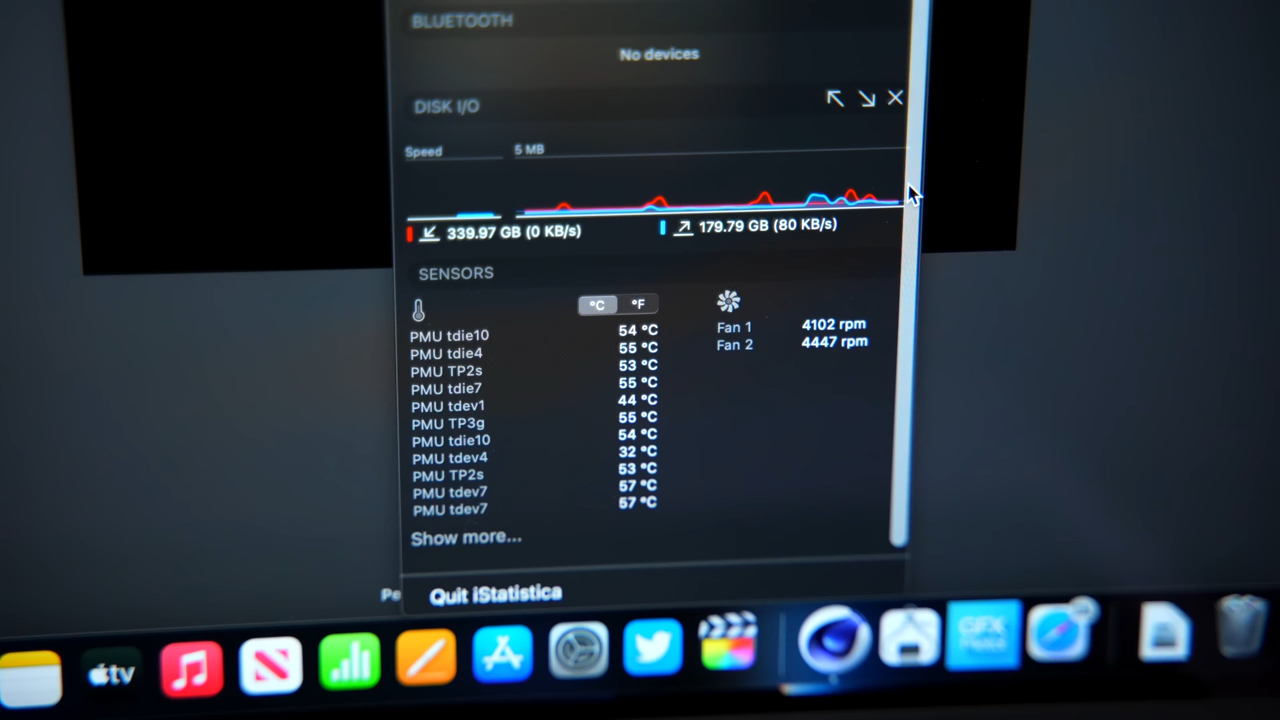 BLUETOOTH
No devices
DISK I/O
Speed
5 MB
339.97 GB (0 KB/s)
179.79 GB (80 KB/s)
SENSORS
°C °F
PMU tdie10 54 °C
PMU tdie4 55 °C
PMU TP2s 53 °C
PMU tdie7 55 °C
PMU tdev1 44 °C
PMU TP3g 55 °C
PMU tdie10 54 °C
PMU tdev4 32 °C
PMU TP2s 53 °C
PMU tdev7 57 °C
PMU tdev7 57 °C
Fan 1 4102 rpm
Fan 2 4447 rpm
Show more...
Pe
Quit iStatistica
tv
GFX